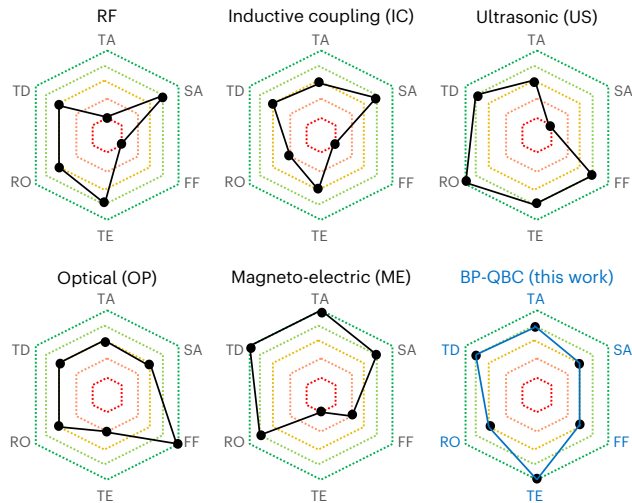 RF
TA
TD
SA
RO
FF
TE
Inductive coupling (IC)
TA
TD
SA
RO
FF
TE
Ultrasonic (US)
TA
TD
SA
RO
FF
TE
Optical (OP)
TA
TD
SA
RO
FF
TE
Magneto-electric (ME)
TA
TD
SA
RO
FF
TE
BP-QBC (this work)
TA
TD
SA
RO
FF
TE